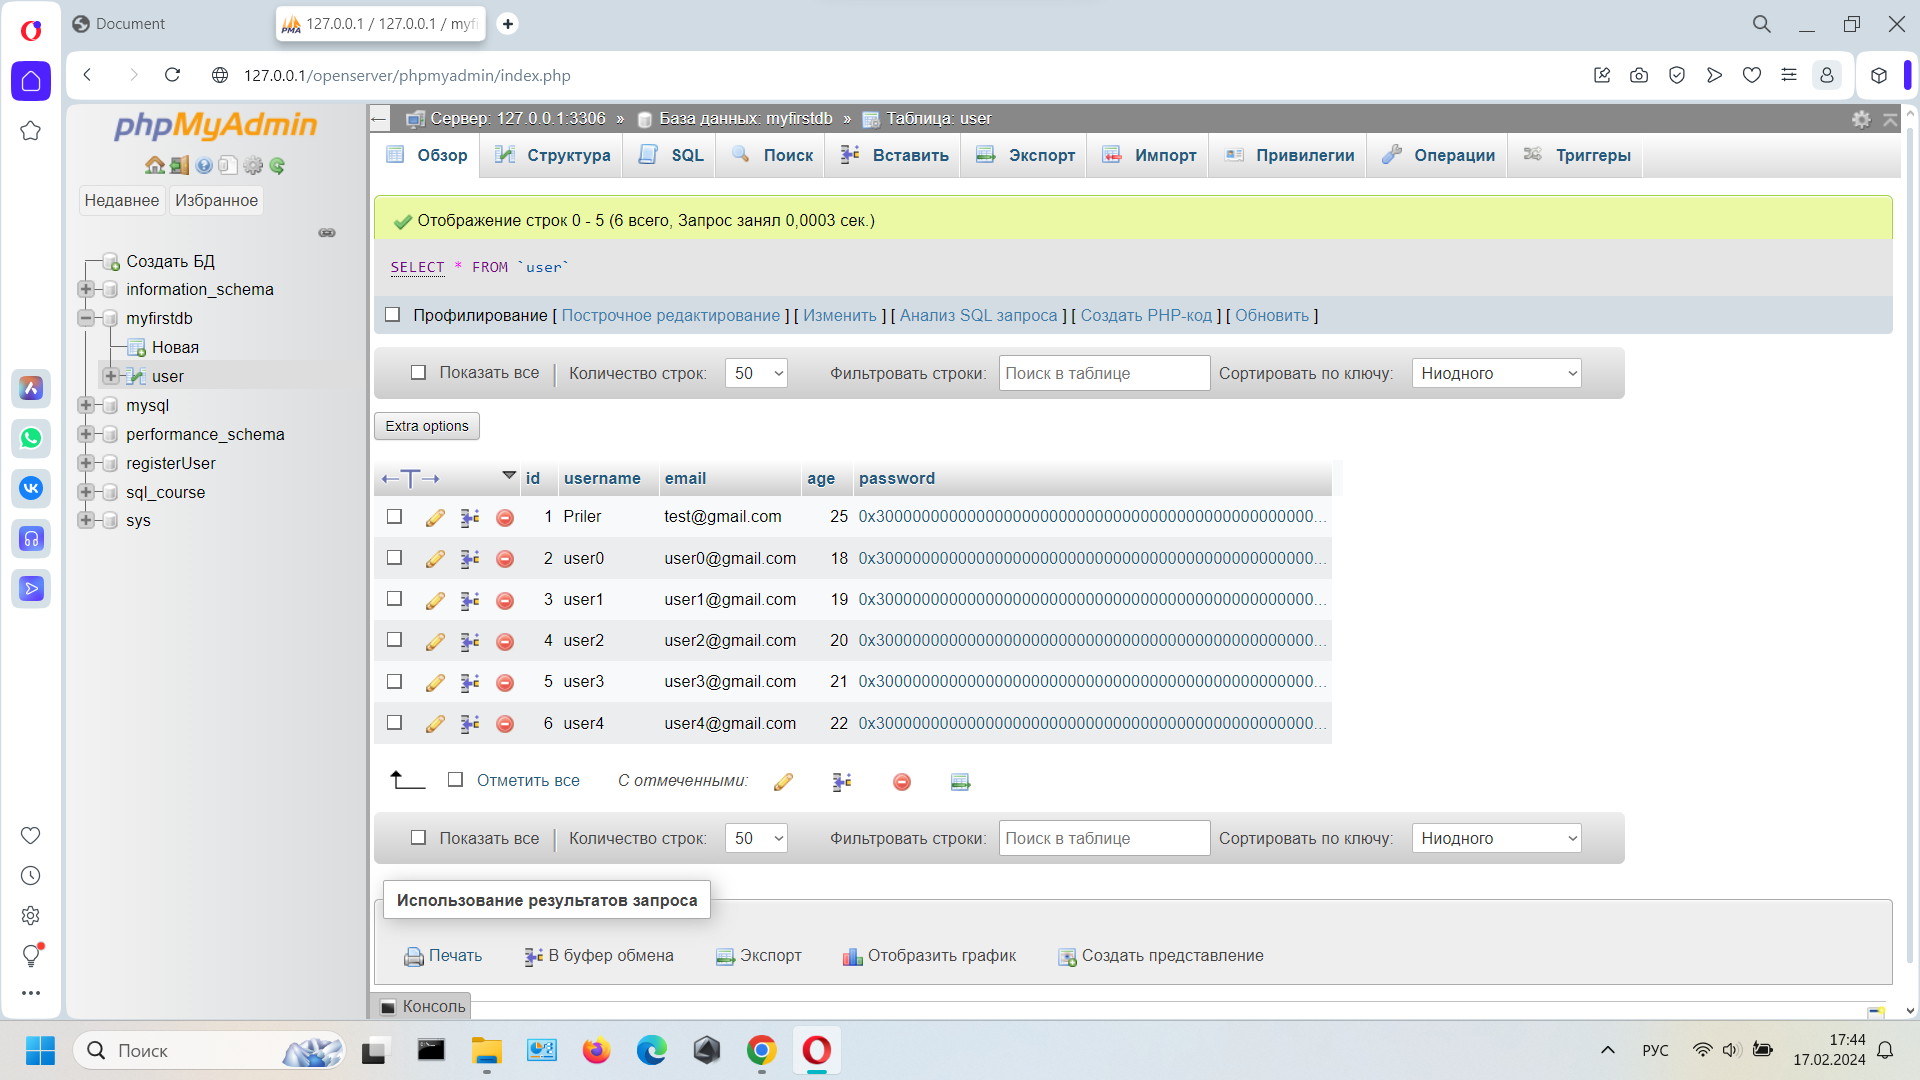 Document
127.0.0.1 / 127.0.0.1 / myfi
127.0.0.1/openserver/phpmyadmin/index.php
phpMyAdmin
Недавнее Избранное
Создать БД
information_schema
myfirstdb
Новая
user
mysql
performance_schema
registerUser
sql_course
sys
Сервер: 127.0.0.1:3306 » База данных: myfirstdb » Таблица: user
Обзор Структура SQL Поиск Вставить Экспорт Импорт Привилегии Операции Триггеры
Отображение строк 0 - 5 (6 всего, Запрос занял 0,0003 сек.)
SELECT * FROM `user`
Профилирование [ Построчное редактирование ] [ Изменить ] [ Анализ SQL запроса ] [ Создать PHP-код ] [ Обновить ]
Показать все Количество строк: 50 Фильтровать строки: Поиск в таблице Сортировать по ключу: Ниодного
Extra options
id username email age password
1 Priler test@gmail.com 25 0x30000000000000000000000000000000000000000000000000...
2 user0 user0@gmail.com 18 0x30000000000000000000000000000000000000000000000000...
3 user1 user1@gmail.com 19 0x30000000000000000000000000000000000000000000000000...
4 user2 user2@gmail.com 20 0x30000000000000000000000000000000000000000000000000...
5 user3 user3@gmail.com 21 0x30000000000000000000000000000000000000000000000000...
6 user4 user4@gmail.com 22 0x30000000000000000000000000000000000000000000000000...
Отметить все С отмеченными:
Показать все Количество строк: 50 Фильтровать строки: Поиск в таблице Сортировать по ключу: Ниодного
Использование результатов запроса
Печать В буфер обмена Экспорт Отобразить график Создать представление
Консоль
Поиск
РУС
17:44
17.02.2024